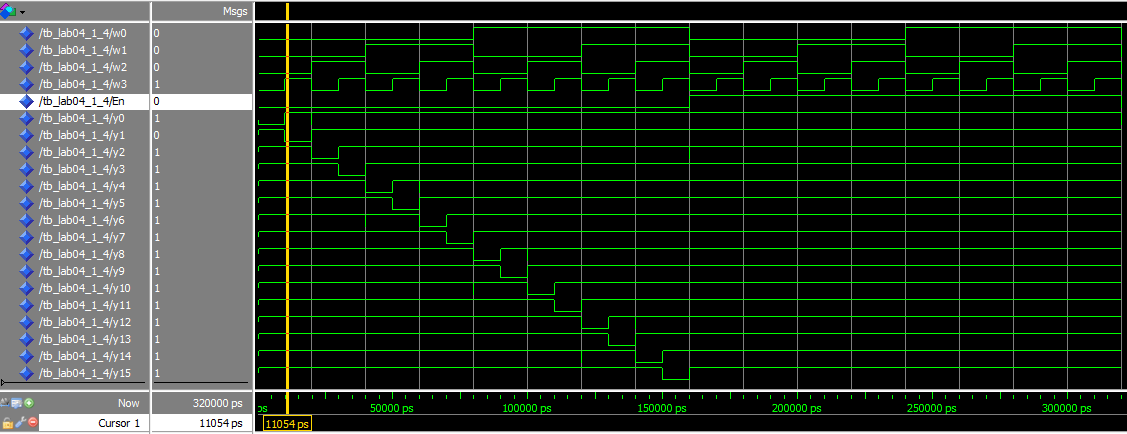 Msgs
/tb_lab04_1_4/w0 0
/tb_lab04_1_4/w1 0
/tb_lab04_1_4/w2 0
/tb_lab04_1_4/w3 1
/tb_lab04_1_4/En 0
/tb_lab04_1_4/y0 1
/tb_lab04_1_4/y1 0
/tb_lab04_1_4/y2 1
/tb_lab04_1_4/y3 1
/tb_lab04_1_4/y4 1
/tb_lab04_1_4/y5 1
/tb_lab04_1_4/y6 1
/tb_lab04_1_4/y7 1
/tb_lab04_1_4/y8 1
/tb_lab04_1_4/y9 1
/tb_lab04_1_4/y10 1
/tb_lab04_1_4/y11 1
/tb_lab04_1_4/y12 1
/tb_lab04_1_4/y13 1
/tb_lab04_1_4/y14 1
/tb_lab04_1_4/y15 1
Now 320000 ps ps 50000 ps 100000 ps 150000 ps 200000 ps 250000 ps 300000 ps
Cursor 1 11054 ps 11054 ps